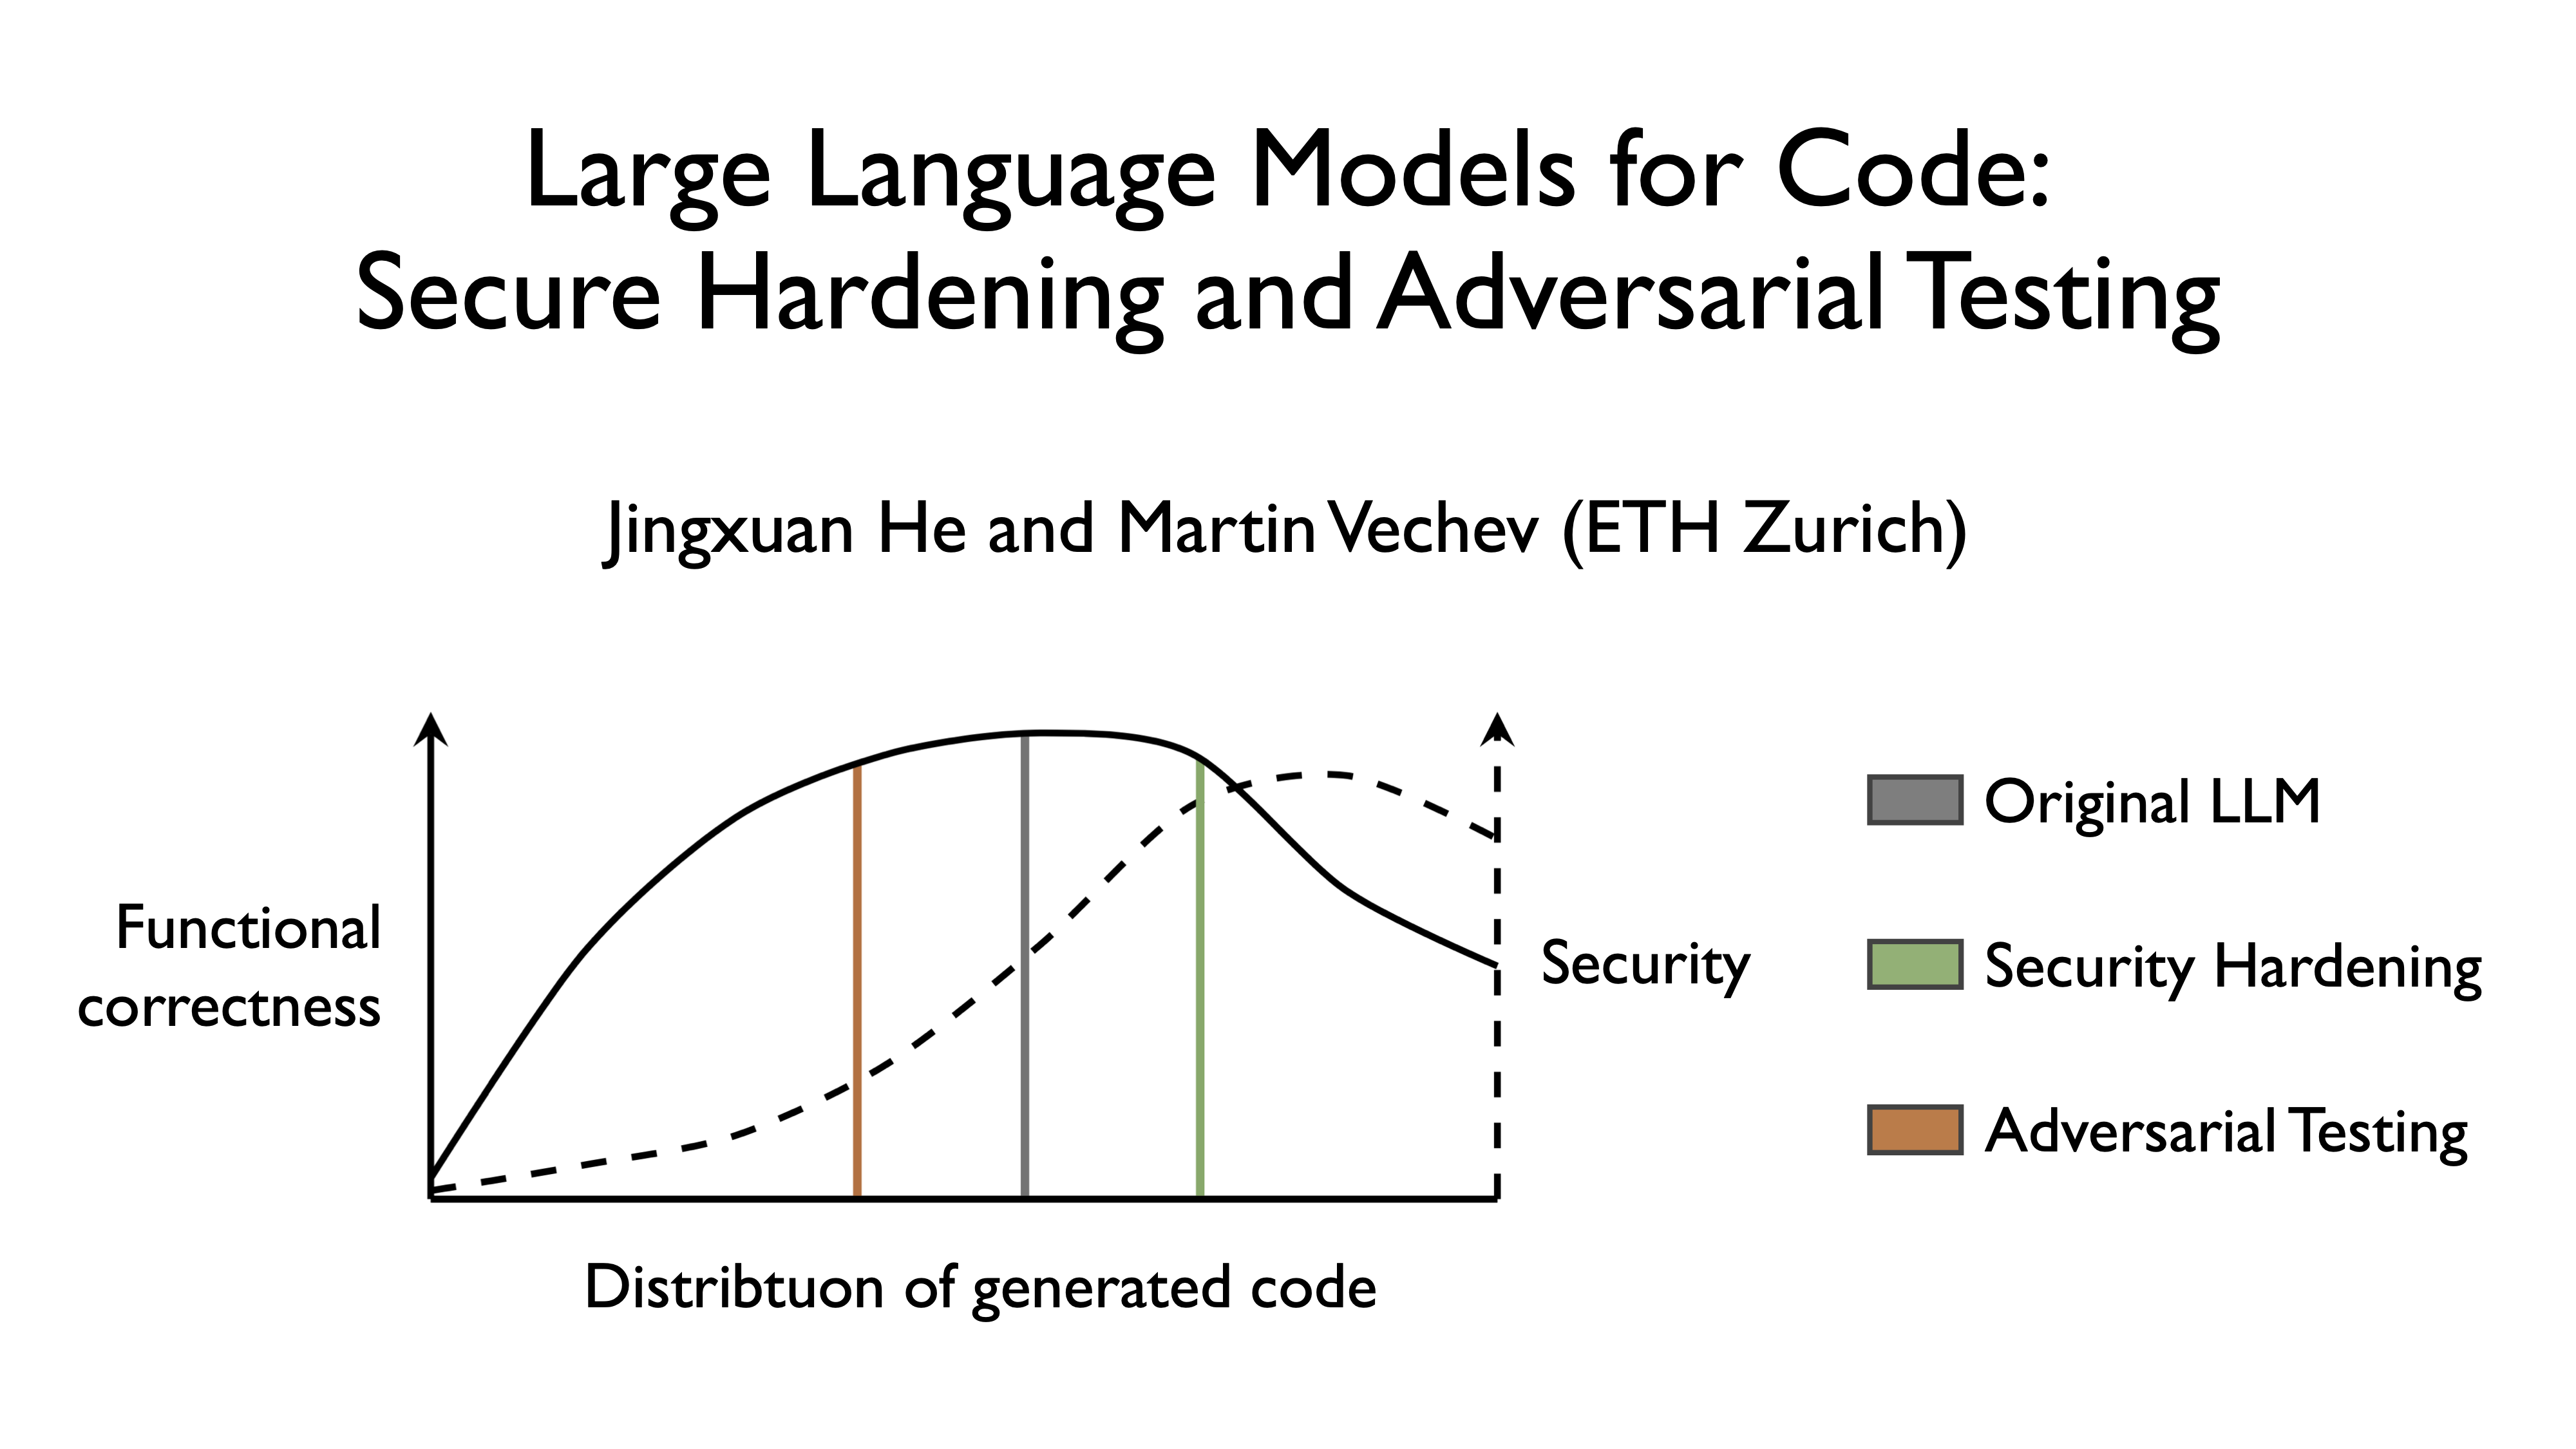 Large Language Models for Code:
Secure Hardening and Adversarial Testing
Jingxuan He and Martin Vechev (ETH Zurich)
Functional
correctness
Security
Distribtuon of generated code
Original LLM
Security Hardening
Adversarial Testing